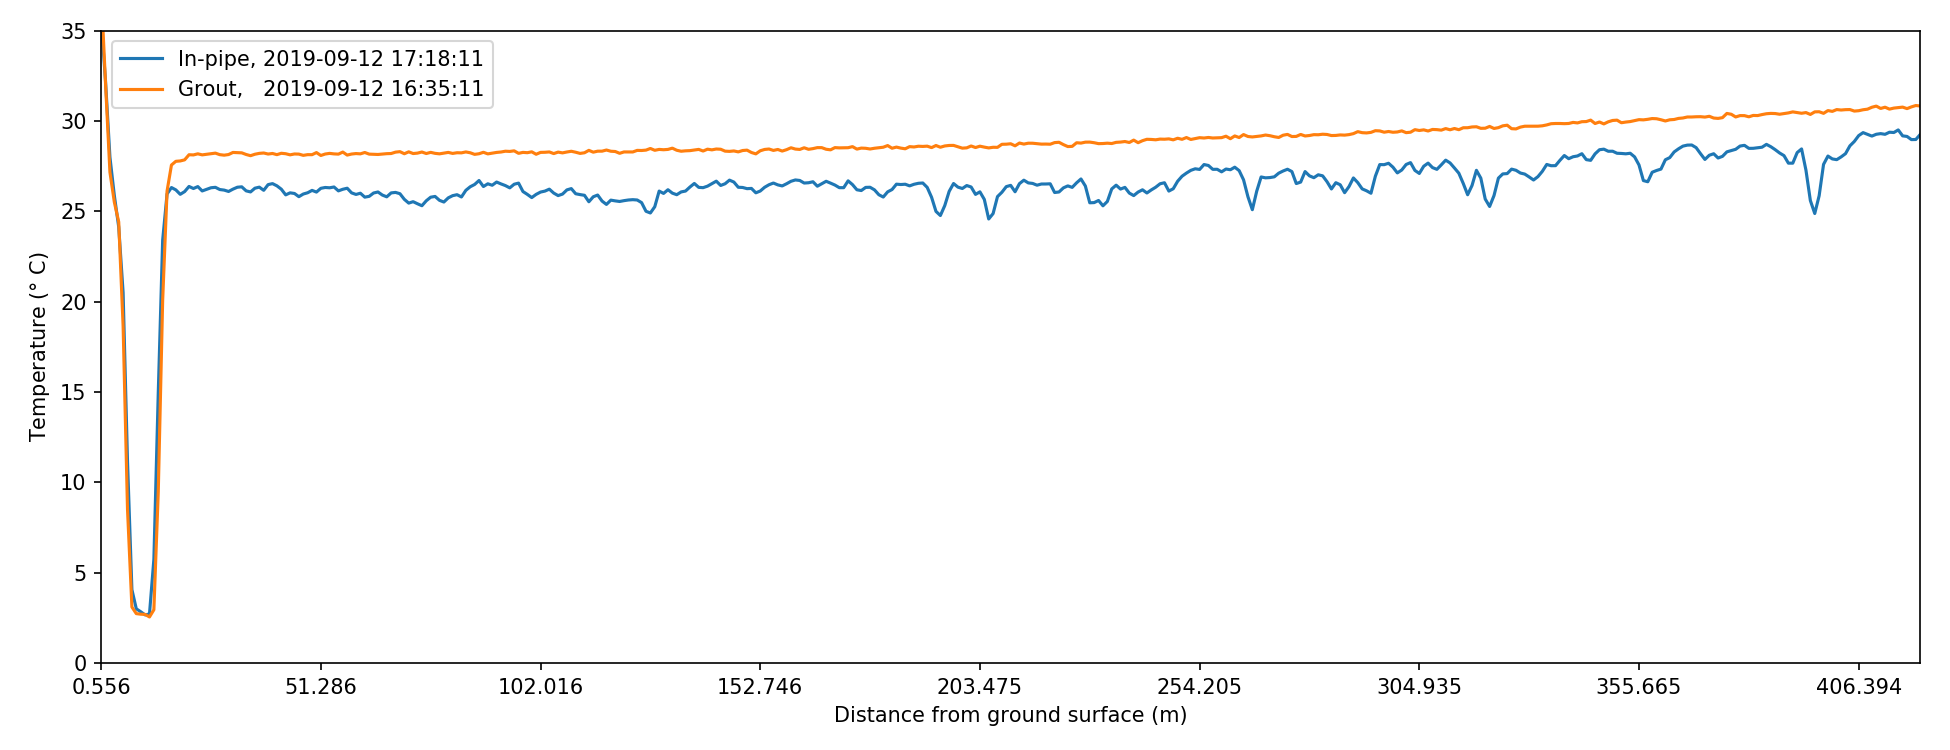 35
30
25
20
15
10
5
0
Temperature (° C)
In-pipe, 2019-09-12 17:18:11
Grout, 2019-09-12 16:35:11
0.556 51.286 102.016 152.746 203.475 254.205 304.935 355.665 406.394
Distance from ground surface (m)